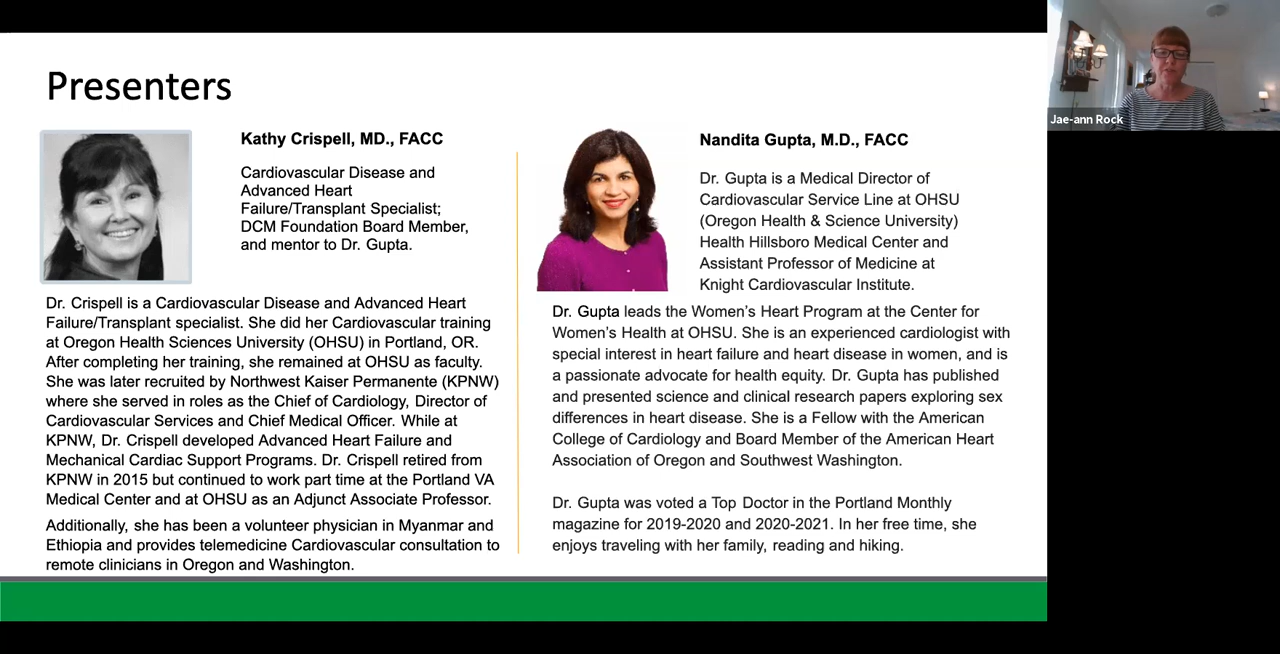 Presenters
Kathy Crispell, MD., FACC
Cardiovascular Disease and
Advanced Heart
Failure/Transplant Specialist;
DCM Foundation Board Member,
and mentor to Dr. Gupta.
Dr. Crispell is a Cardiovascular Disease and Advanced Heart
Failure/Transplant specialist. She did her Cardiovascular training
at Oregon Health Sciences University (OHSU) in Portland, OR.
After completing her training, she remained at OHSU as faculty.
She was later recruited by Northwest Kaiser Permanente (KPNW)
where she served in roles as the Chief of Cardiology, Director of
Cardiovascular Services and Chief Medical Officer. While at
KPNW, Dr. Crispell developed Advanced Heart Failure and
Mechanical Cardiac Support Programs. Dr. Crispell retired from
KPNW in 2015 but continued to work part time at the Portland VA
Medical Center and at OHSU as an Adjunct Associate Professor.
Additionally, she has been a volunteer physician in Myanmar and
Ethiopia and provides telemedicine Cardiovascular consultation to
remote clinicians in Oregon and Washington.
Nandita Gupta, M.D., FACC
Dr. Gupta is a Medical Director of
Cardiovascular Service Line at OHSU
(Oregon Health & Science University)
Health Hillsboro Medical Center and
Assistant Professor of Medicine at
Knight Cardiovascular Institute.
Dr. Gupta leads the Women's Heart Program at the Center for
Women's Health at OHSU. She is an experienced cardiologist with
special interest in heart failure and heart disease in women, and is
a passionate advocate for health equity. Dr. Gupta has published
and presented science and clinical research papers exploring sex
differences in heart disease. She is a Fellow with the American
College of Cardiology and Board Member of the American Heart
Association of Oregon and Southwest Washington.
Dr. Gupta was voted a Top Doctor in the Portland Monthly
magazine for 2019-2020 and 2020-2021. In her free time, she
enjoys traveling with her family, reading and hiking.
Jae-ann Rock